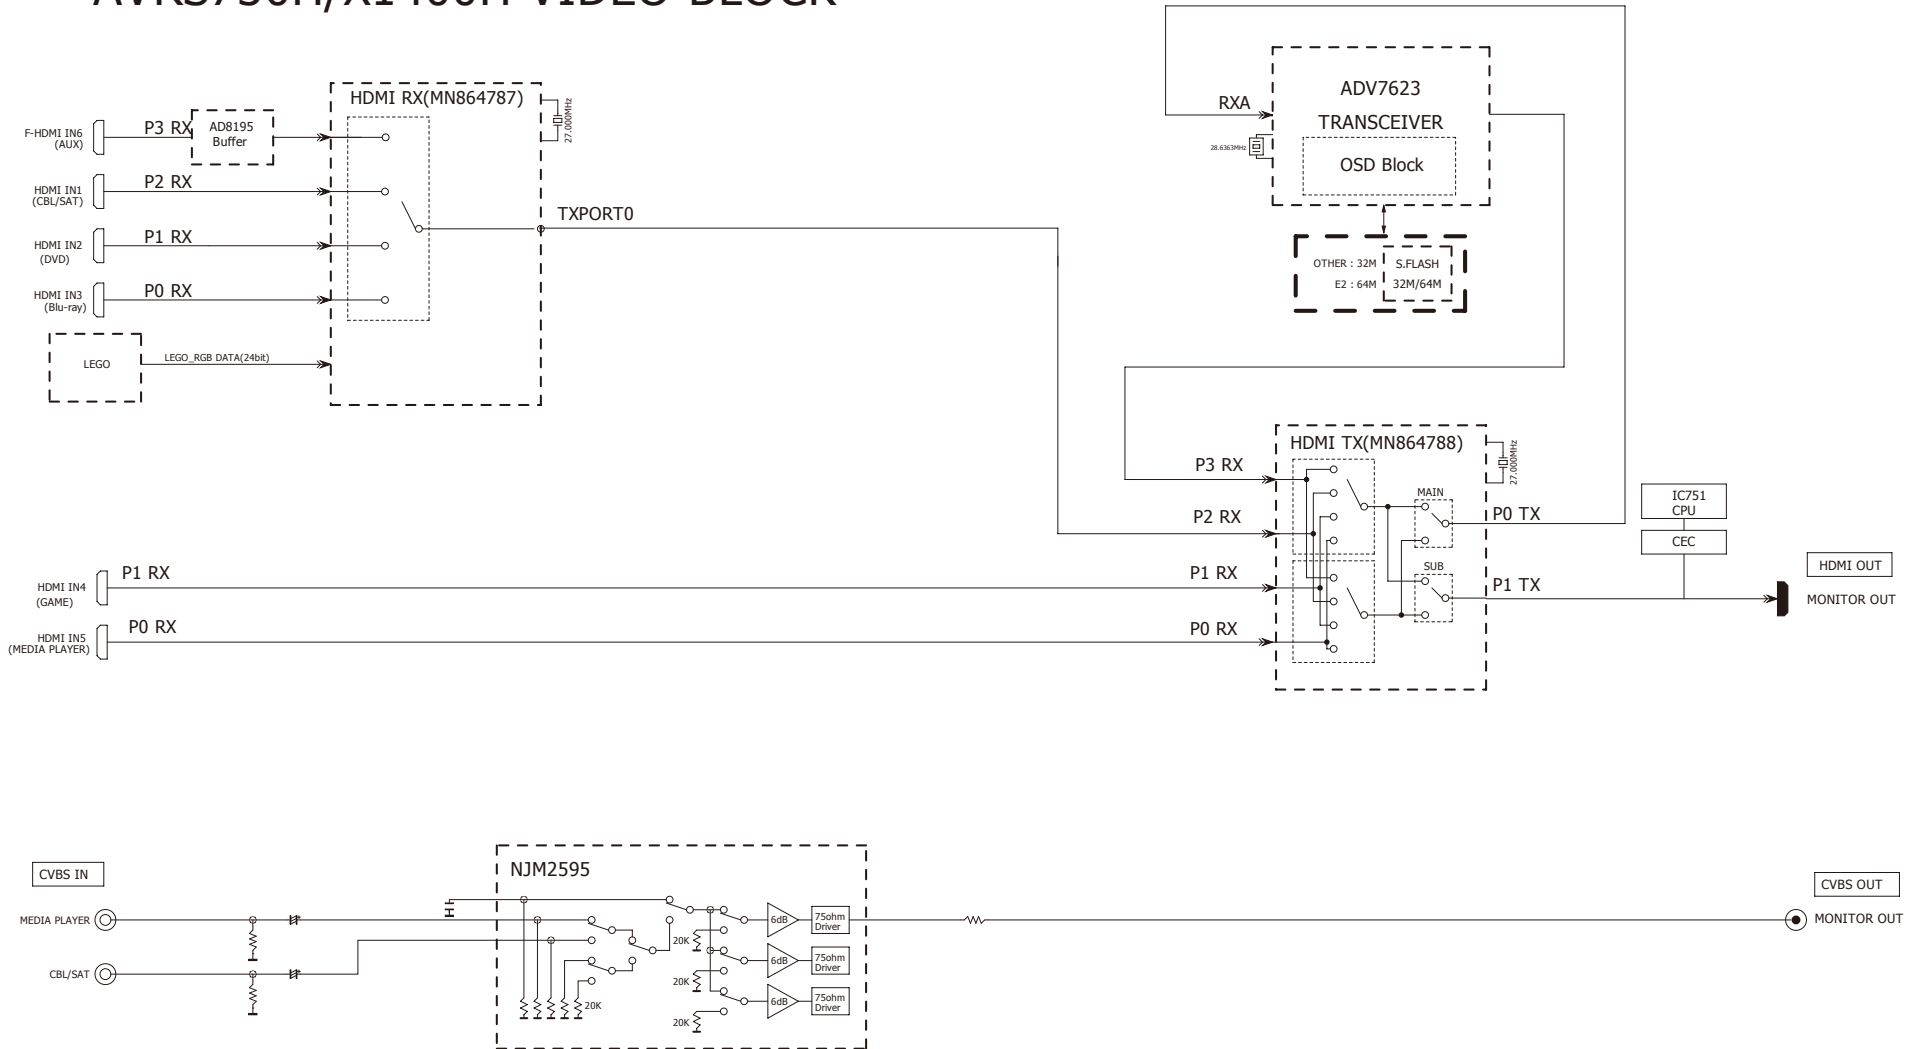 HDMI RX(MN864787)
27.000MHz
F-HDMI IN6
(AUX)
P3 RX
AD8195
Buffer
HDMI IN1
(CBL/SAT)
P2 RX
TXPORT0
HDMI IN2
(DVD)
P1 RX
HDMI IN3
(Blu-ray)
P0 RX
LEGO
LEGO_RGB DATA(24bit)
RXA
28.6363MHz
ADV7623
TRANSCEIVER
OSD Block
OTHER : 32M
E2 : 64M
S.FLASH
32M/64M
HDMI TX(MN864788)
27.000MHz
P3 RX
P2 RX
P1 RX
P0 RX
MAIN
SUB
P0 TX
P1 TX
IC751
CPU
CEC
HDMI OUT
MONITOR OUT
HDMI IN4
(GAME)
P1 RX
HDMI IN5
(MEDIA PLAYER)
P0 RX
CVBS IN
MEDIA PLAYER
CBL/SAT
NJM2595
20K
20K
20K
20K
6dB
75ohm
Driver
6dB
75ohm
Driver
6dB
75ohm
Driver
CVBS OUT
MONITOR OUT